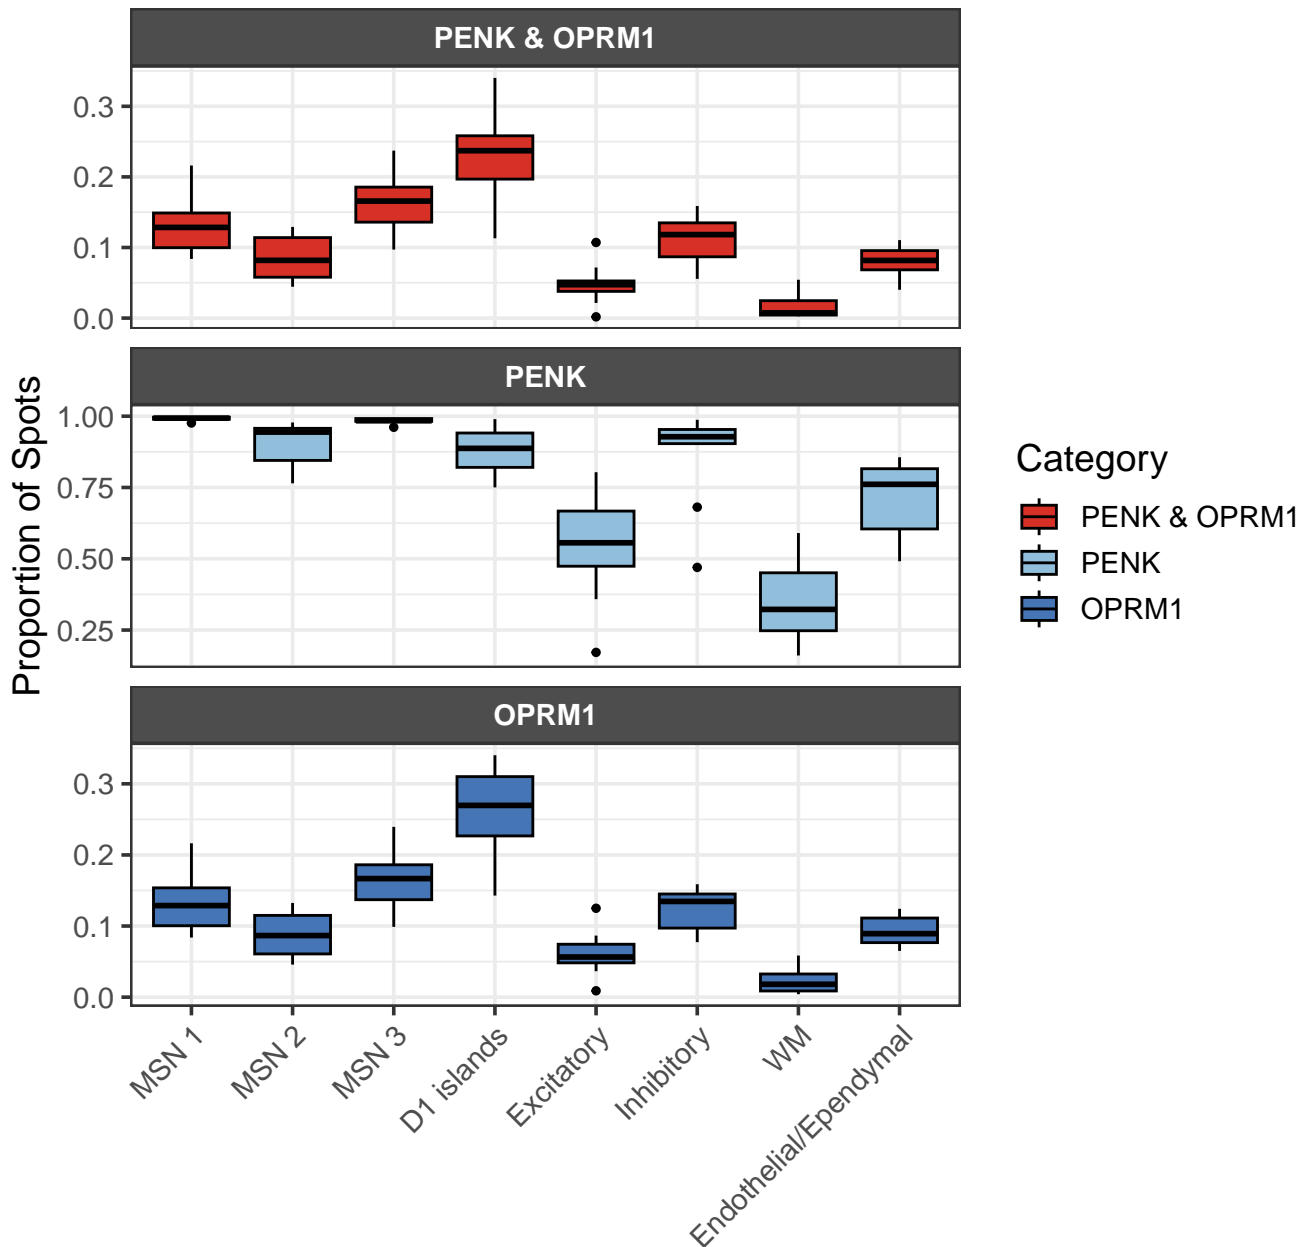 PENK & OPRM1
0.3
0.2
0.1
0.0
PENK
1.00
0.75
0.50
0.25
OPRM1
0.3
0.2
0.1
0.0
Proportion of Spots
MSN 1
MSN 2
MSN 3
D1 islands
Excitatory
Inhibitory
WM
Endothelial/Ependymal
Category
PENK & OPRM1
PENK
OPRM1